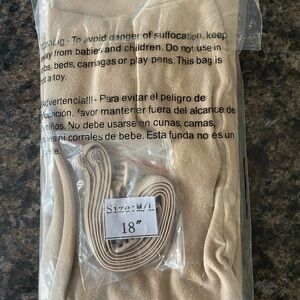 - To avoid danger of suffocation, keep
away from babies and children. Do not use in
cribs, beds, carriages or play pens. This bag is
not a toy.
¡Advertencia!!- Para evitar el peligro de
favor mantener fuera del alcance de
niños. No debe usarse en cunas, camas,
ni corrales de bebe. Esta funda no es un
Size:M/L
18"